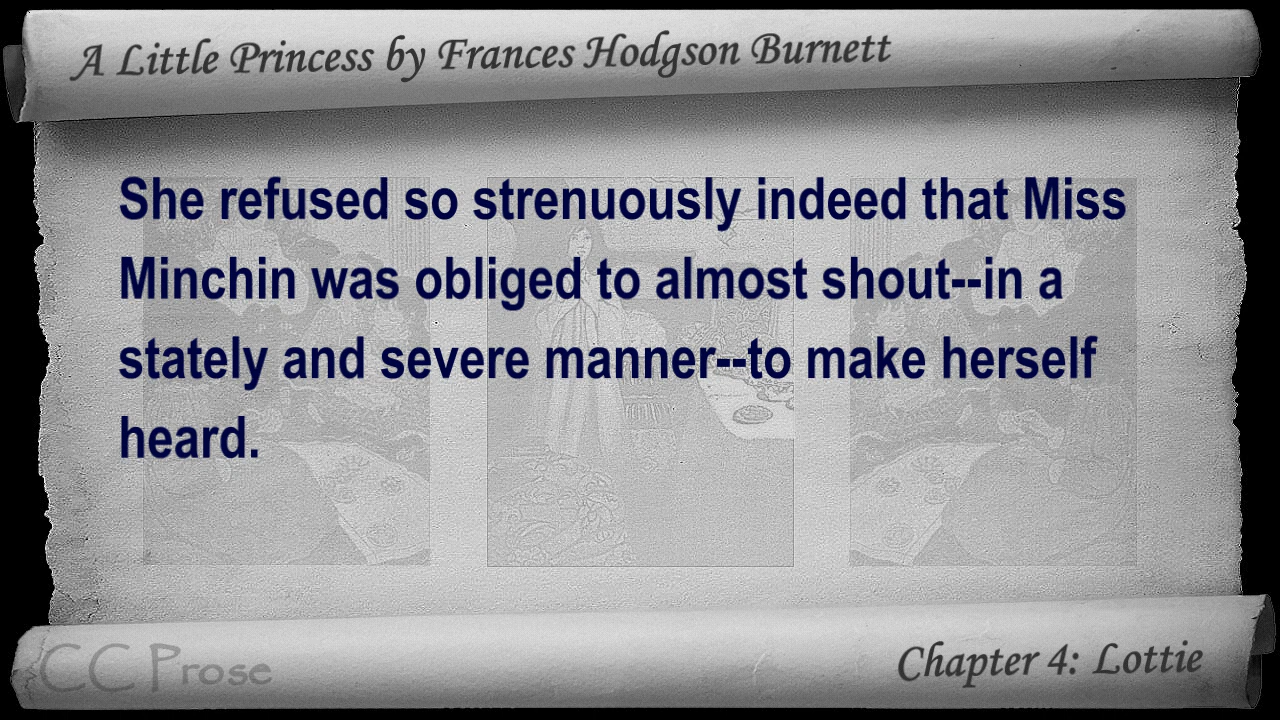 A Little Princess by Frances Hodgson Burnett
She refused so strenuously indeed that Miss
Minchin was obliged to almost shout--in a
stately and severe manner--to make herself
heard.
CC Prose
Chapter 4: Lottie